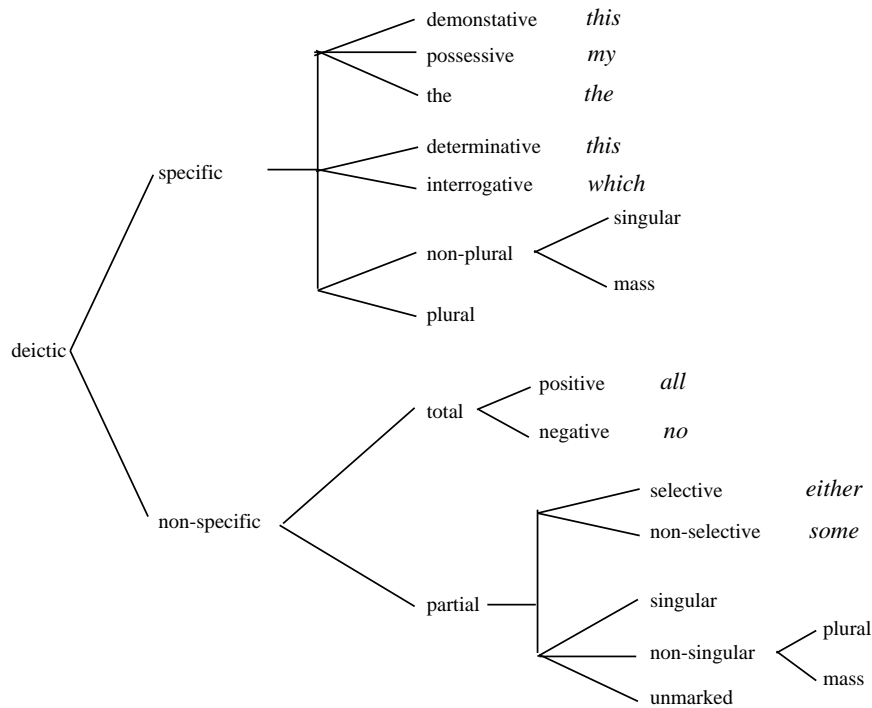 demonstative this
possessive my
the the
determinative this
specific
interrogative which
singular
non-plural
mass
plural
deictic
positive all
total
negative no
selective either
non-specific
non-selective some
singular
partial
plural
non-singular
mass
unmarked